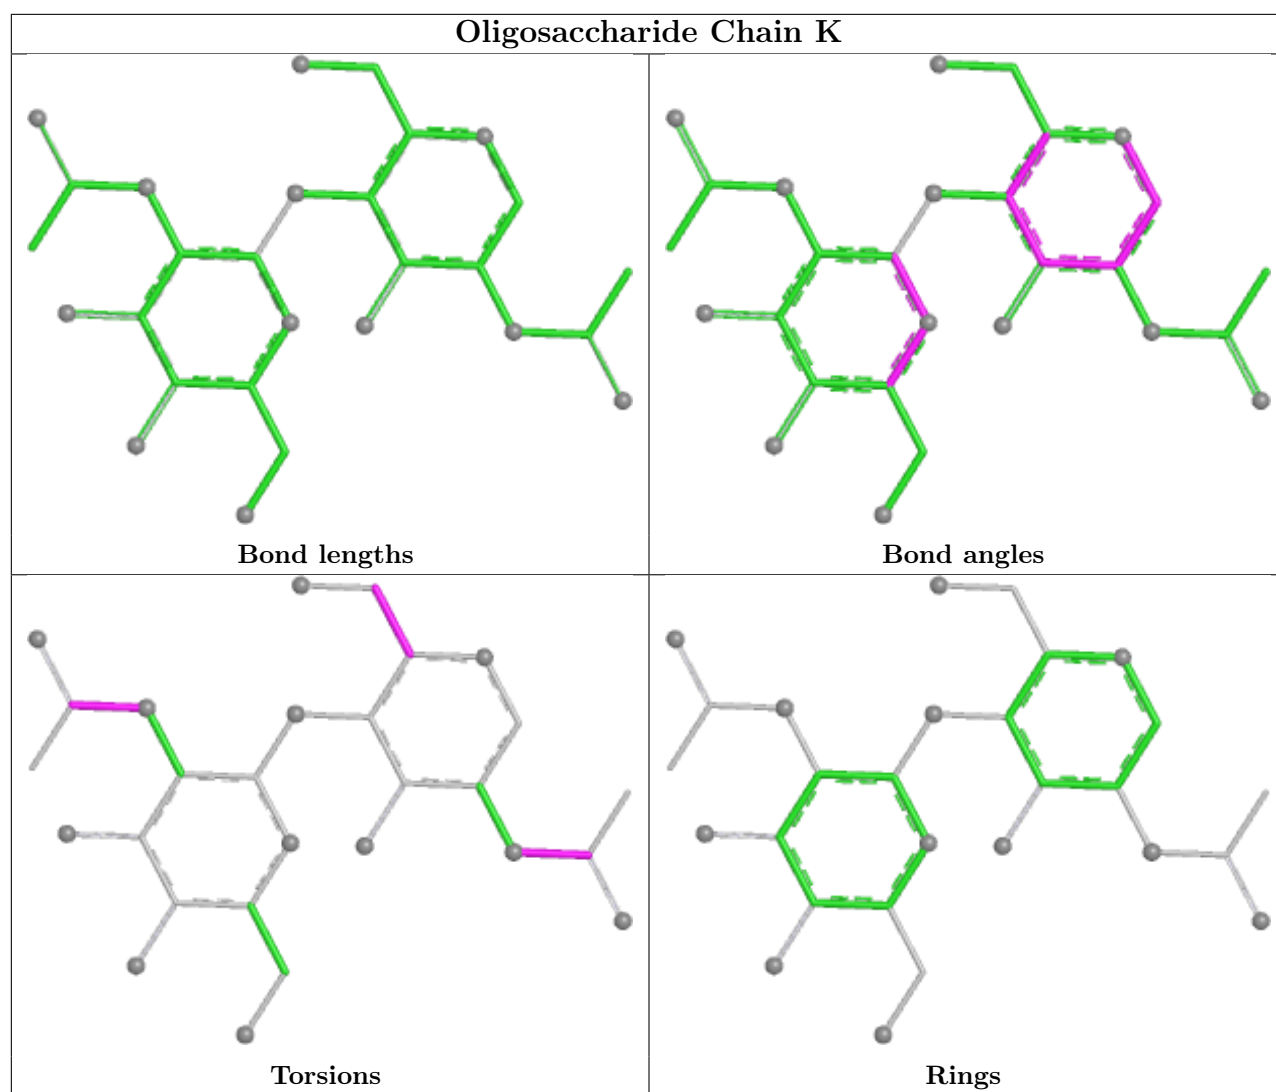 Oligosaccharide Chain K
Bond lengths
Bond angles
Torsions
Rings